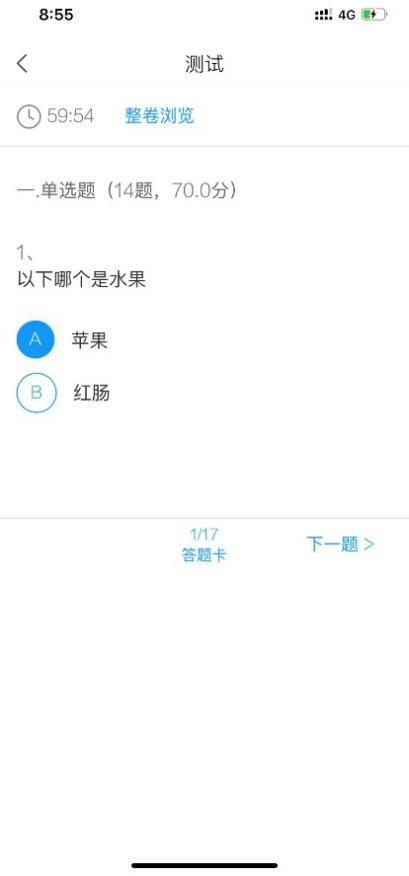 8:55 4G
测试
59:54 整卷浏览
一.单选题（14题，70.0分）
1、
以下哪个是水果
A 苹果
B 红肠
1/17
答题卡
下一题 >